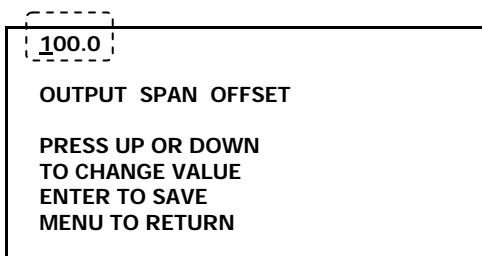 100.0
OUTPUT SPAN OFFSET
PRESS UP OR DOWN
TO CHANGE VALUE
ENTER TO SAVE
MENU TO RETURN